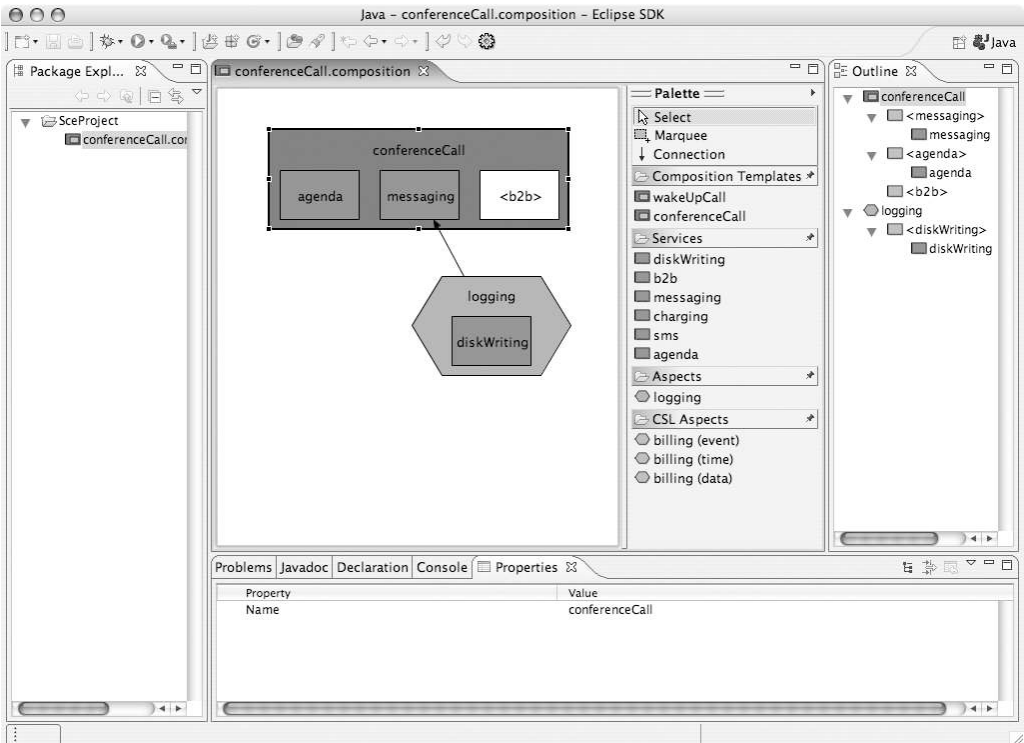 Java – conferenceCall.composition – Eclipse SDK
Java
Package Expl...
SceProject
conferenceCall.cor
conferenceCall.composition
conferenceCall
agenda
messaging
<b2b>
logging
diskWriting
Palette
Select
Marquee
Connection
Composition Templates
wakeUpCall
conferenceCall
Services
diskWriting
b2b
messaging
charging
sms
agenda
Aspects
logging
CSL Aspects
billing (event)
billing (time)
billing (data)
Outline
conferenceCall
<messaging>
messaging
<agenda>
agenda
<b2b>
logging
<diskWriting>
diskWriting
Problems Javadoc Declaration Console Properties
Property Value
Name conferenceCall